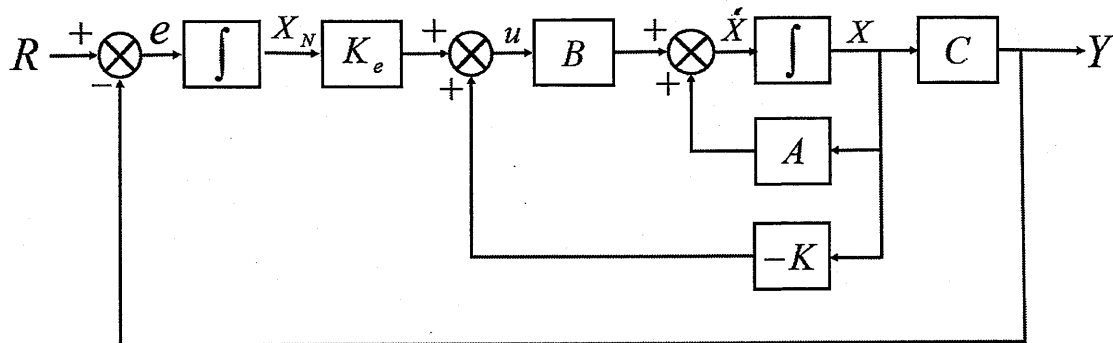 R + − e ∫ X_N K_e + + u B + + Ẋ ∫ X C Y
A
−K